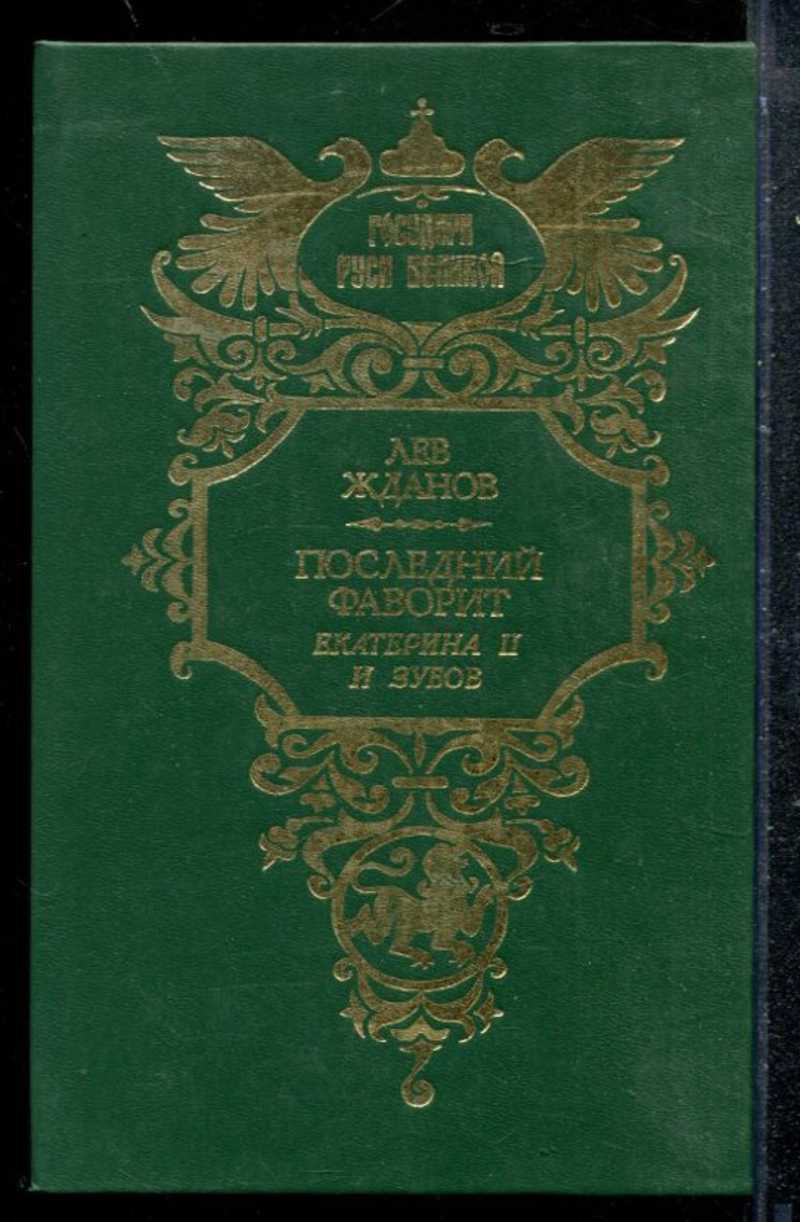 ГОСУДАРИ
РУСИ ВЕЛИКОЙ
ЛЕВ
ЖДАНОВ
ПОСЛЕДНИЙ
ФАВОРИТ
ЕКАТЕРИНА II
И ЗУБОВ